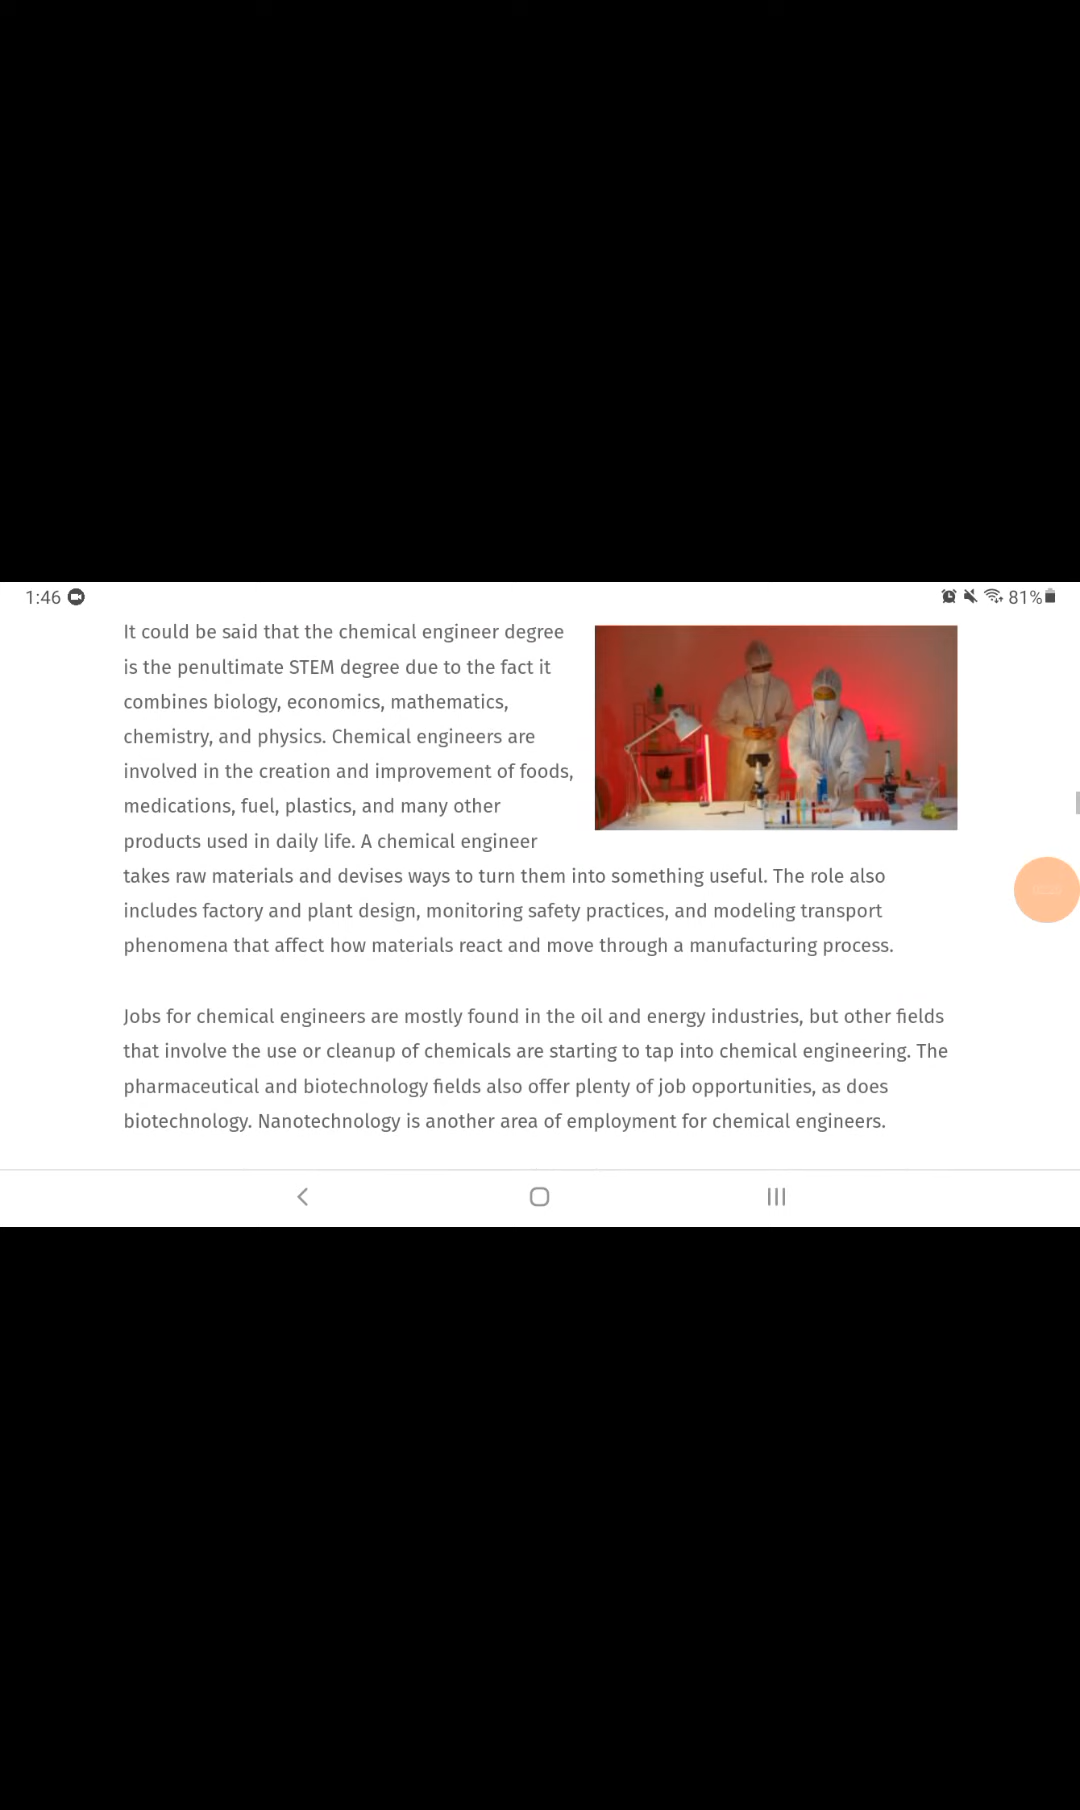 1:46
81%
It could be said that the chemical engineer degree
is the penultimate STEM degree due to the fact it
combines biology, economics, mathematics,
chemistry, and physics. Chemical engineers are
involved in the creation and improvement of foods,
medications, fuel, plastics, and many other
products used in daily life. A chemical engineer
takes raw materials and devises ways to turn them into something useful. The role also
includes factory and plant design, monitoring safety practices, and modeling transport
phenomena that affect how materials react and move through a manufacturing process.
Jobs for chemical engineers are mostly found in the oil and energy industries, but other fields
that involve the use or cleanup of chemicals are starting to tap into chemical engineering. The
pharmaceutical and biotechnology fields also offer plenty of job opportunities, as does
biotechnology. Nanotechnology is another area of employment for chemical engineers.